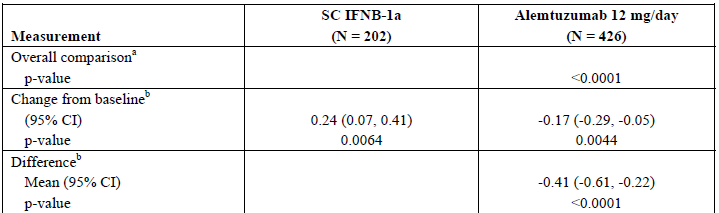 SC IFNB-1a Alemtuzumab 12 mg/day
Measurement (N = 202) (N = 426)
Overall comparisonᵃ
p-value <0.0001
Change from baselineᵇ
(95% CI) 0.24 (0.07, 0.41) -0.17 (-0.29, -0.05)
p-value 0.0064 0.0044
Differenceᵇ
Mean (95% CI) -0.41 (-0.61, -0.22)
p-value <0.0001